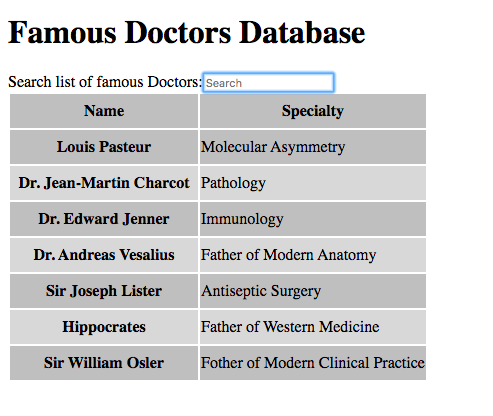 Famous Doctors Database
Search list of famous Doctors: Search
Name Specialty
Louis Pasteur Molecular Asymmetry
Dr. Jean-Martin Charcot Pathology
Dr. Edward Jenner Immunology
Dr. Andreas Vesalius Father of Modern Anatomy
Sir Joseph Lister Antiseptic Surgery
Hippocrates Father of Western Medicine
Sir William Osler Fother of Modern Clinical Practice